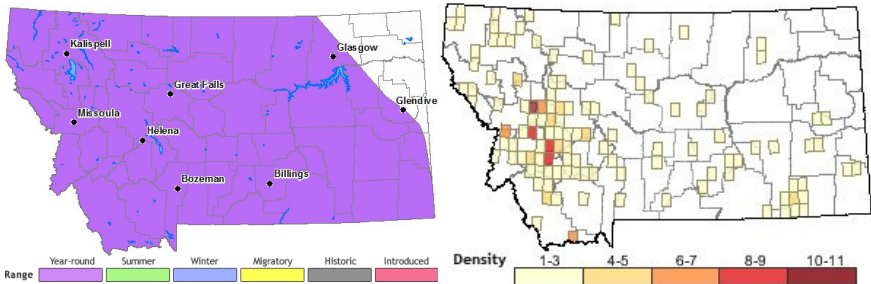 Kalispell
Glasgow
Great Falls
Glendive
Missoula
Helena
Bozeman
Billings
Range Year-round Summer Winter Migratory Historic Introduced
Density 1-3 4-5 6-7 8-9 10-11